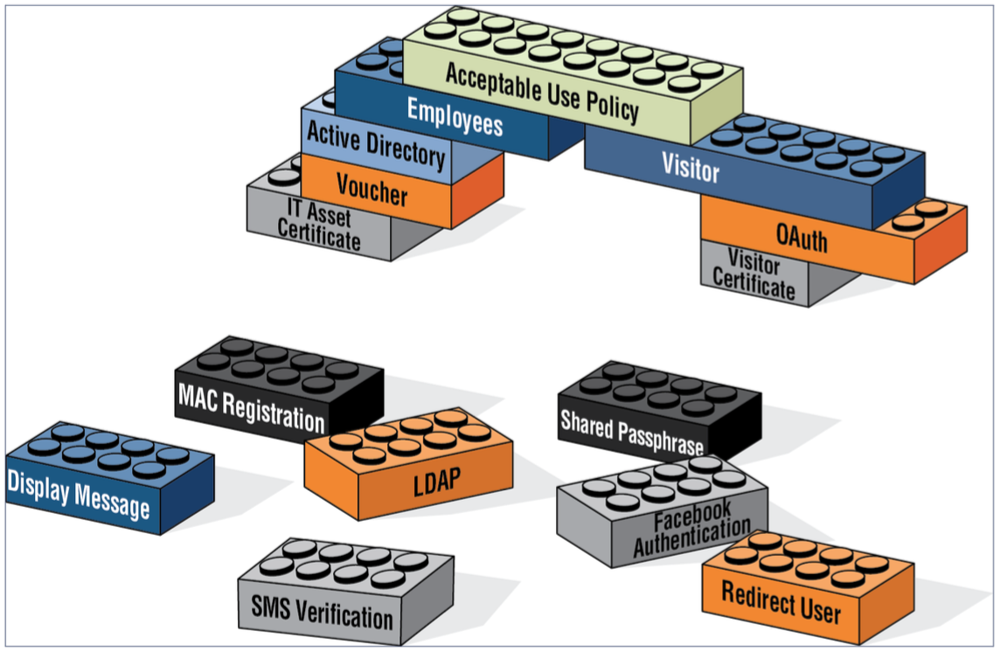 Acceptable Use Policy
Employees
Active Directory
Visitor
Voucher
IT Asset
Certificate
OAuth
Visitor
Certificate
MAC Registration
Shared Passphrase
Display Message
LDAP
Facebook
Authentication
SMS Verification
Redirect User